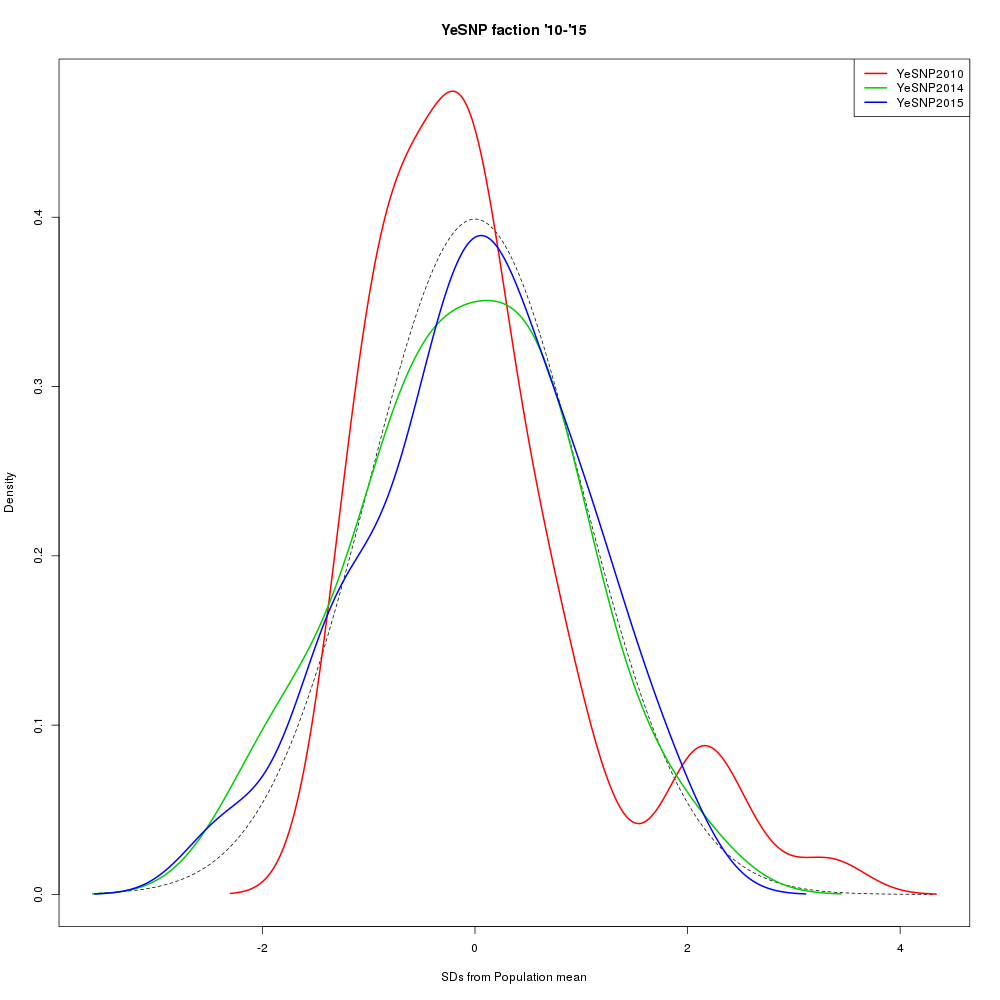 YeSNP faction '10-'15
YeSNP2010
YeSNP2014
YeSNP2015
Density
0.4
0.3
0.2
0.1
0.0
-2
0
2
4
SDs from Population mean